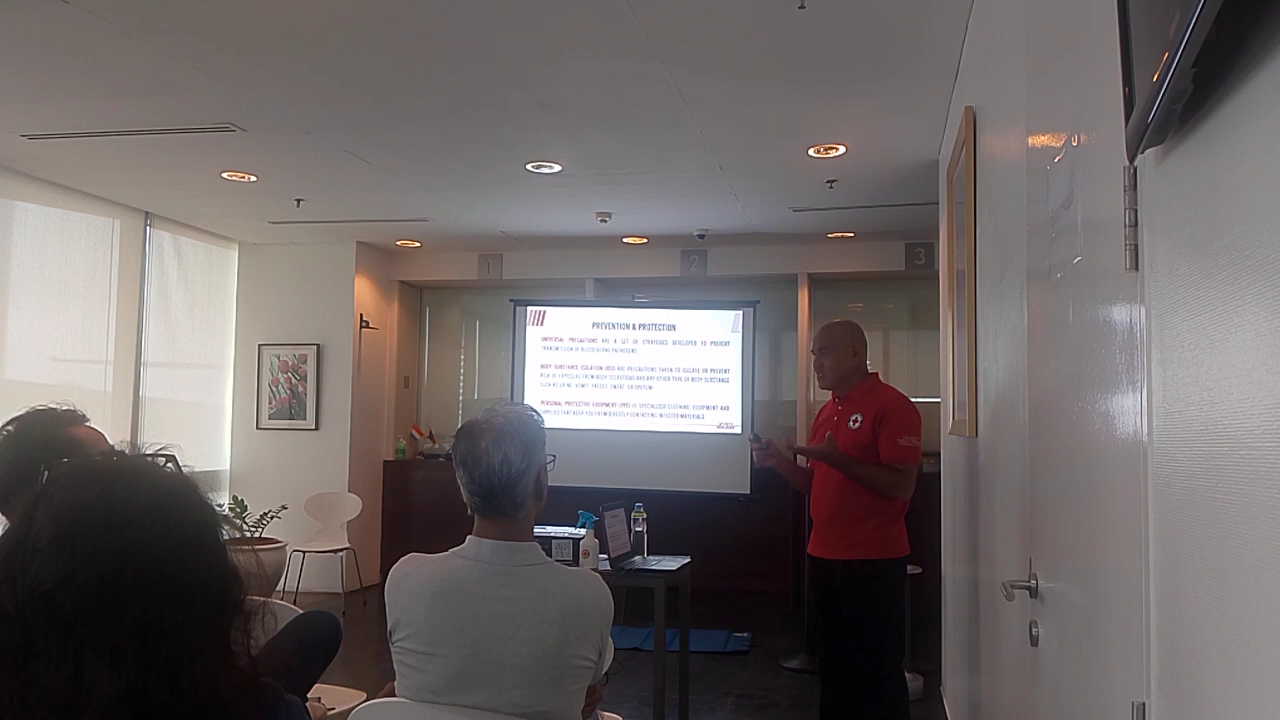 1
2
3
PREVENTION & PROTECTION
UNIVERSAL PRECAUTIONS ARE A SET OF STRATEGIES DEVELOPED TO PREVENT
TRANSMISSION OF BLOOD BORNE PATHOGENS
BODY SUBSTANCE ISOLATION (BSI) ARE PRECAUTIONS TAKEN TO ISOLATE OR PREVENT
RISK OF EXPOSURE FROM BODY SECRETIONS AND ANY OTHER TYPE OF BODY SUBSTANCE
SUCH AS URINE, VOMIT, FAECES, SWEAT, OR SPUTUM
PERSONAL PROTECTIVE EQUIPMENT (PPE) IS SPECIALIZED CLOTHING, EQUIPMENT AND
SUPPLIES THAT KEEP YOU FROM DIRECTLY CONTACTING INFECTED MATERIALS